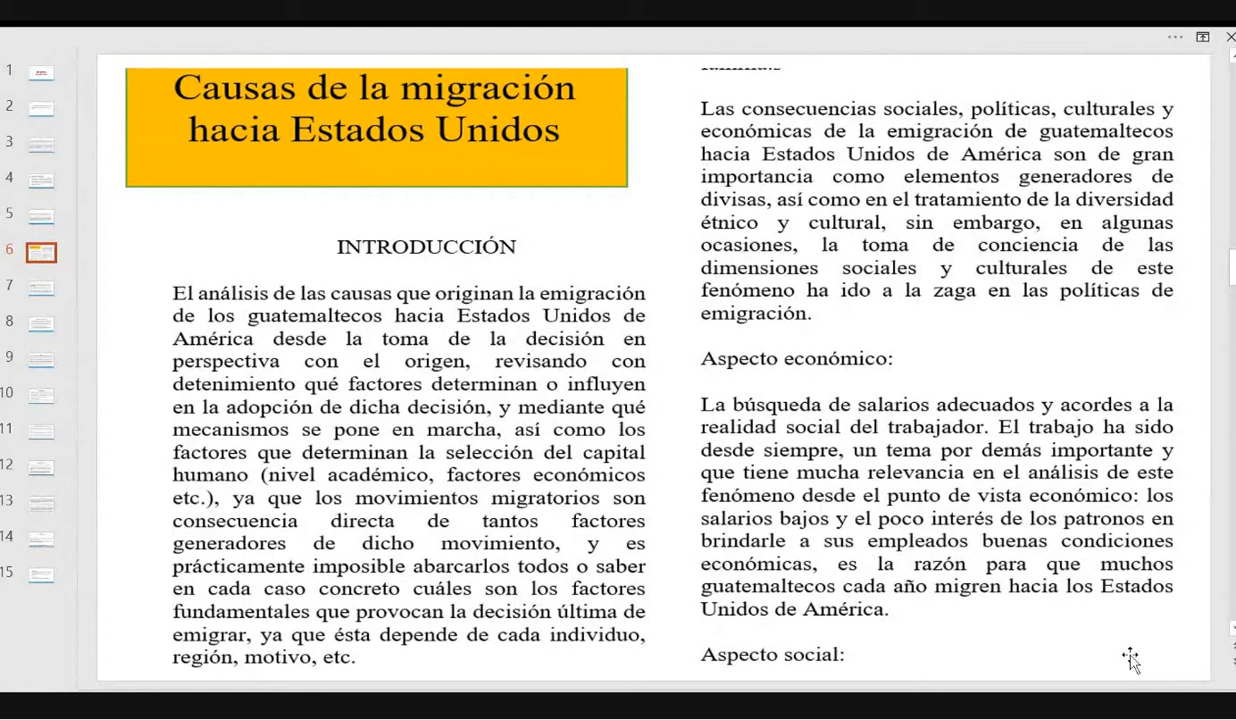 1
2
3
4
5
6
7
8
9
10
11
12
13
14
15
Causas de la migración
hacia Estados Unidos
INTRODUCCIÓN
El análisis de las causas que originan la emigración
de los guatemaltecos hacia Estados Unidos de
América desde la toma de la decisión en
perspectiva con el origen, revisando con
detenimiento qué factores determinan o influyen
en la adopción de dicha decisión, y mediante qué
mecanismos se pone en marcha, así como los
factores que determinan la selección del capital
humano (nivel académico, factores económicos
etc.), ya que los movimientos migratorios son
consecuencia directa de tantos factores
generadores de dicho movimiento, y es
prácticamente imposible abarcarlos todos o saber
en cada caso concreto cuáles son los factores
fundamentales que provocan la decisión última de
emigrar, ya que ésta depende de cada individuo,
región, motivo, etc.
Las consecuencias sociales, políticas, culturales y
económicas de la emigración de guatemaltecos
hacia Estados Unidos de América son de gran
importancia como elementos generadores de
divisas, así como en el tratamiento de la diversidad
étnico y cultural, sin embargo, en algunas
ocasiones, la toma de conciencia de las
dimensiones sociales y culturales de este
fenómeno ha ido a la zaga en las políticas de
emigración.
Aspecto económico:
La búsqueda de salarios adecuados y acordes a la
realidad social del trabajador. El trabajo ha sido
desde siempre, un tema por demás importante y
que tiene mucha relevancia en el análisis de este
fenómeno desde el punto de vista económico: los
salarios bajos y el poco interés de los patronos en
brindarle a sus empleados buenas condiciones
económicas, es la razón para que muchos
guatemaltecos cada año migren hacia los Estados
Unidos de América.
Aspecto social: